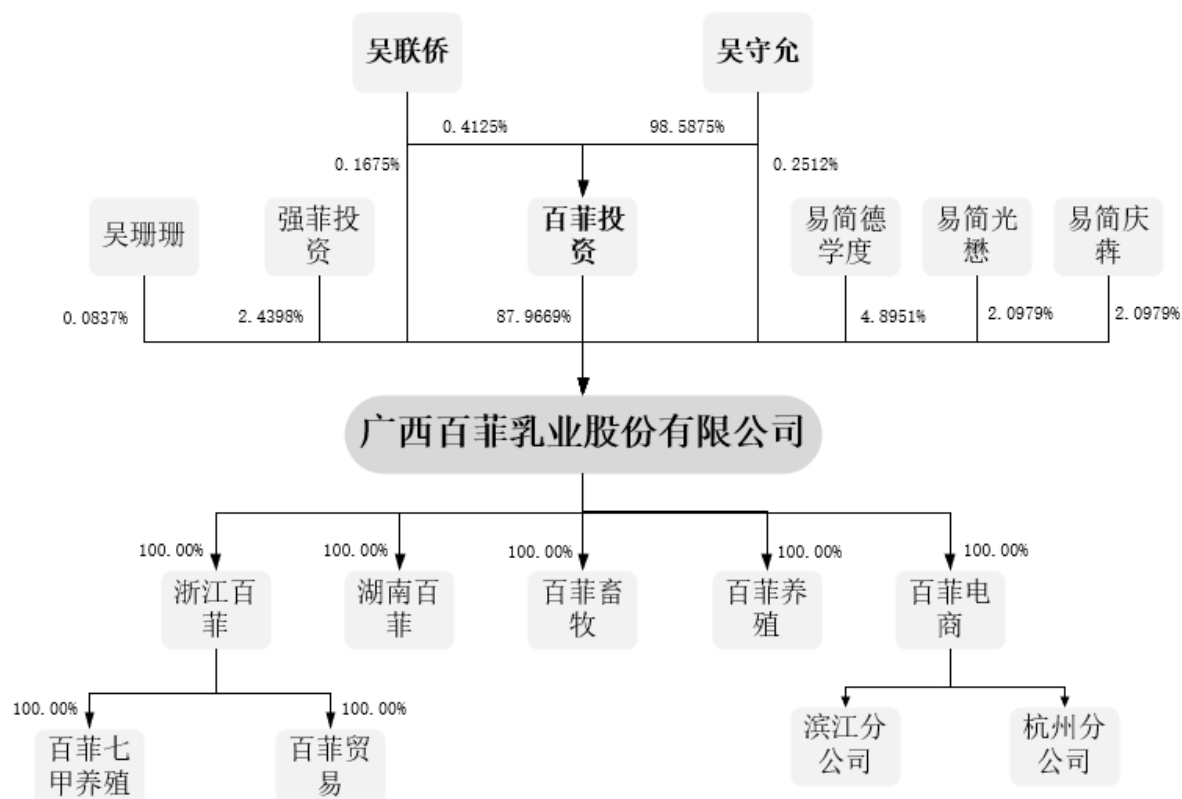 吴联侨
吴守允
0.4125%
98.5875%
0.1675%
0.2512%
吴珊珊
强菲投
资
百菲投
资
易简德
学度
易简光
懋
易简庆
犇
0.0837%
2.4398%
87.9669%
4.8951%
2.0979%
2.0979%
广西百菲乳业股份有限公司
100.00%
100.00%
100.00%
100.00%
100.00%
浙江百
菲
湖南百
菲
百菲畜
牧
百菲养
殖
百菲电
商
100.00%
100.00%
百菲七
甲养殖
百菲贸
易
滨江分
公司
杭州分
公司